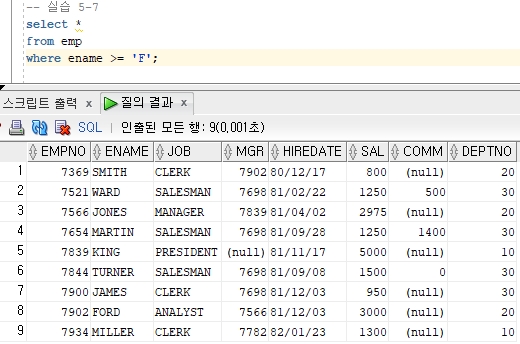 -- 실습 5-7
select *
from emp
where ename >= 'F';
스크립트 출력 x 질의 결과 x
SQL | 인출된 모든 행: 9(0,001초)
EMPNO ENAME JOB MGR HIREDATE SAL COMM DEPTNO
1 7369 SMITH CLERK 7902 80/12/17 800 (null) 20
2 7521 WARD SALESMAN 7698 81/02/22 1250 500 30
3 7566 JONES MANAGER 7839 81/04/02 2975 (null) 20
4 7654 MARTIN SALESMAN 7698 81/09/28 1250 1400 30
5 7839 KING PRESIDENT (null) 81/11/17 5000 (null) 10
6 7844 TURNER SALESMAN 7698 81/09/08 1500 0 30
7 7900 JAMES CLERK 7698 81/12/03 950 (null) 30
8 7902 FORD ANALYST 7566 81/12/03 3000 (null) 20
9 7934 MILLER CLERK 7782 82/01/23 1300 (null) 10